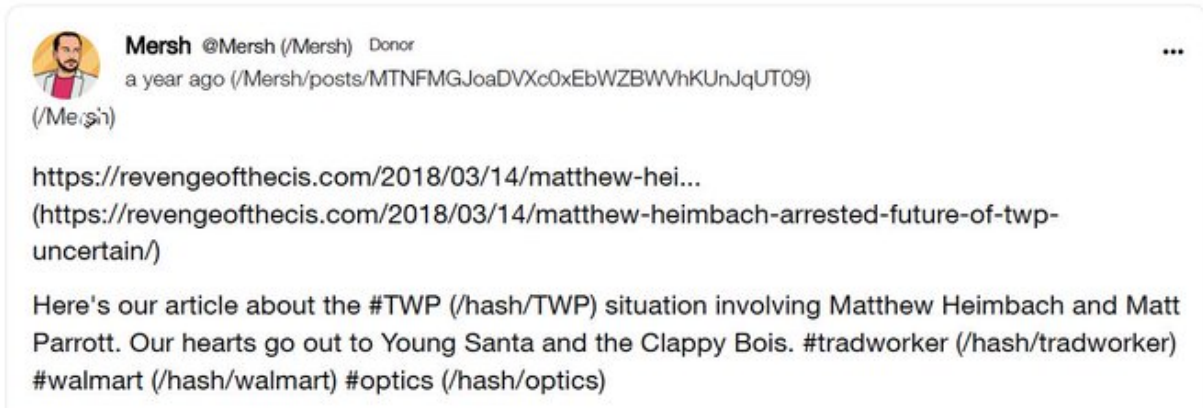 Mersh @Mersh (/Mersh) Donor
a year ago (/Mersh/posts/MTNFMGJoaDVXc0xEbWZBWVhKUnJqUT09)
(/Mersh)
https://revengeofthecis.com/2018/03/14/matthew-hei...
(https://revengeofthecis.com/2018/03/14/matthew-heimbach-arrested-future-of-twp-
uncertain/)
Here's our article about the #TWP (/hash/TWP) situation involving Matthew Heimbach and Matt
Parrott. Our hearts go out to Young Santa and the Clappy Bois. #tradworker (/hash/tradworker)
#walmart (/hash/walmart) #optics (/hash/optics)